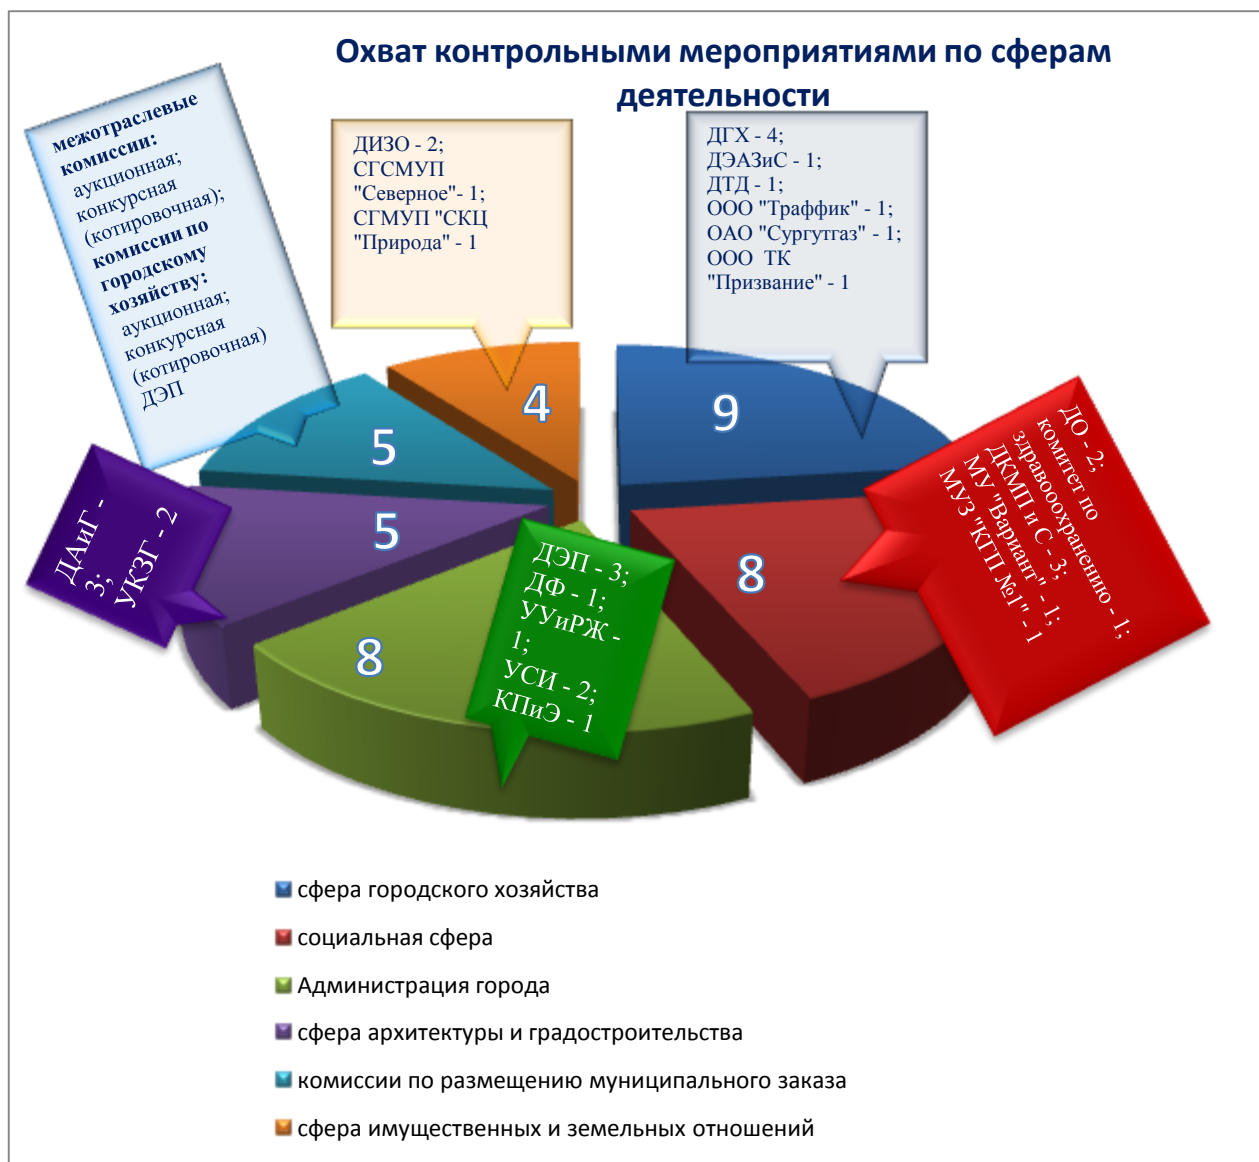 Охват контрольными мероприятиями по сферам
деятельности
межотраслевые
комиссии:
аукционная;
конкурсная
(котировочная);
комиссии по
городскому
хозяйству:
аукционная;
конкурсная
(котировочная)
ДЭП
ДИЗО - 2;
СГСМУП
"Северное"- 1;
СГМУП "СКЦ
"Природа" - 1
ДГХ - 4;
ДЭАЗиС - 1;
ДТД - 1;
ООО "Траффик" - 1;
ОАО "Сургутгаз" - 1;
ООО  ТК
"Призвание" - 1
4
9
5
ДО - 2;
комитет по
здравооохранению - 1;
ДКМП и С - 3;
МУ "Вариант" - 1;
МУЗ "КГП №1" - 1
ДАиГ -
3;
УКЗГ - 2
5
8
ДЭП - 3;
ДФ - 1;
УУиРЖ -
1;
УСИ - 2;
КПиЭ - 1
8
сфера городского хозяйства
социальная сфера
Администрация города
сфера архитектуры и градостроительства
комиссии по размещению муниципального заказа
сфера имущественных и земельных отношений